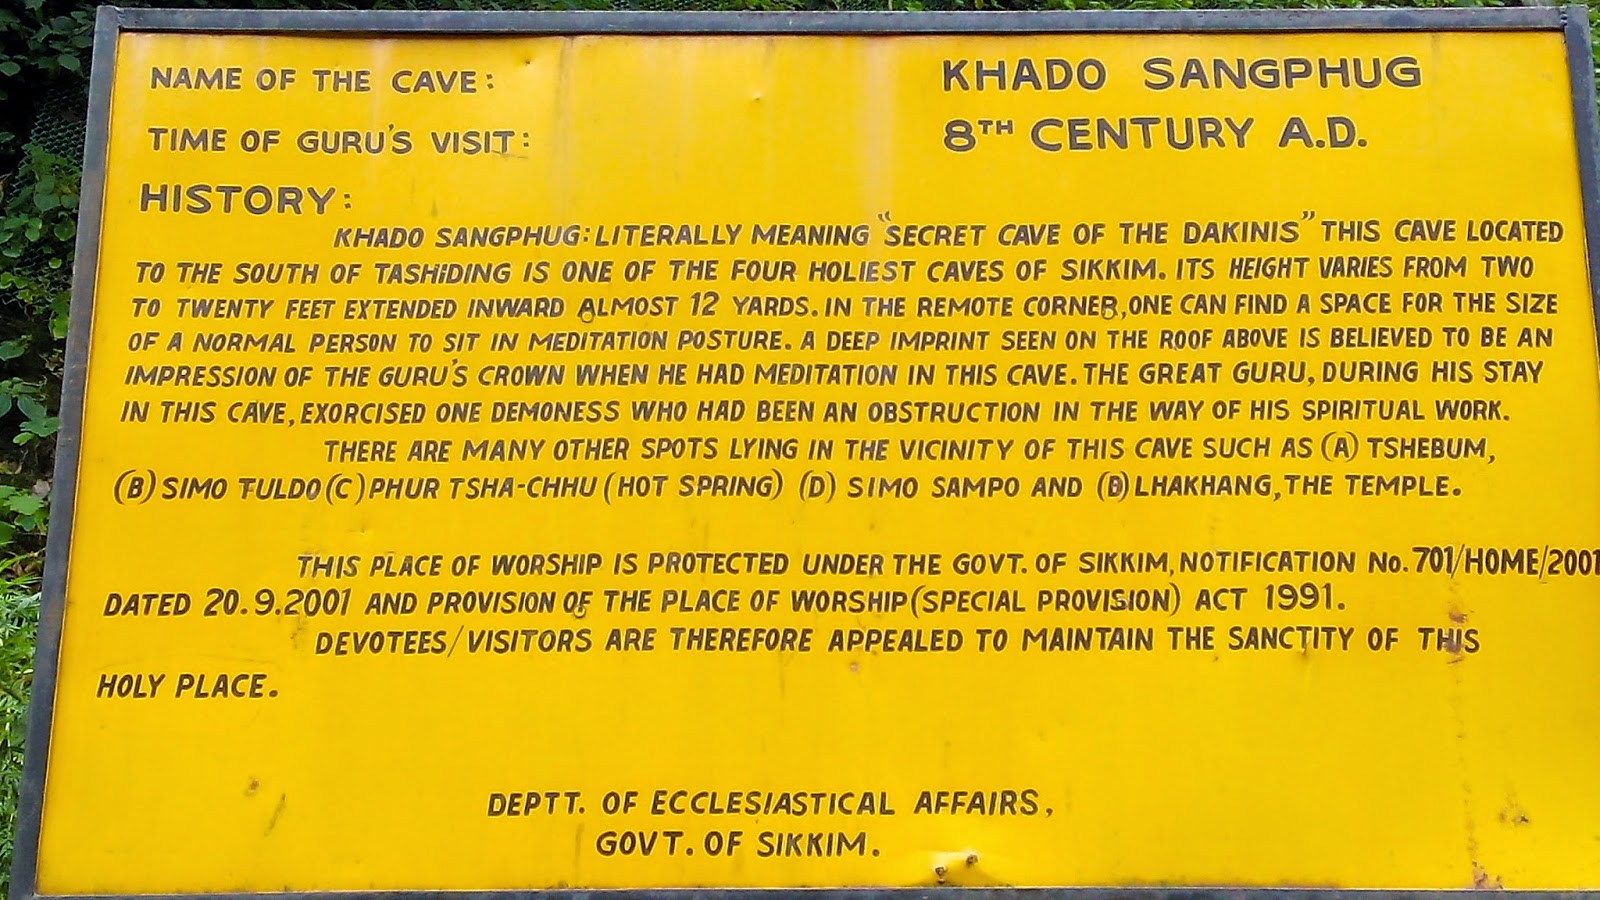 NAME OF THE CAVE: KHADO SANGPHUG
TIME OF GURU'S VISIT: 8TH CENTURY A.D.
HISTORY:
KHADO SANGPHUG: LITERALLY MEANING "SECRET CAVE OF THE DAKINIS" THIS CAVE LOCATED
TO THE SOUTH OF TASHiDING IS ONE OF THE FOUR HOLIEST CAVES OF SIKKIM. ITS HEIGHT VARIES FROM TWO
TO TWENTY FEET EXTENDED INWARD ALMOST 12 YARDS. IN THE REMOTE CORNER, ONE CAN FIND A SPACE FOR THE SIZE
OF A NORMAL PERSON TO SIT IN MEDITATION POSTURE. A DEEP IMPRINT SEEN ON THE ROOF ABOVE IS BELIEVED TO BE AN
IMPRESSION OF THE GURU'S CROWN WHEN HE HAD MEDITATION IN THIS CAVE. THE GREAT GURU, DURING HIS STAY
IN THIS CAVE, EXORCISED ONE DEMONESS WHO HAD BEEN AN OBSTRUCTION IN THE WAY OF HIS SPIRITUAL WORK.
THERE ARE MANY OTHER SPOTS LYING IN THE VICINITY OF THIS CAVE SUCH AS (A) TSHEBUM,
(B) SIMO TULDO (C) PHUR TSHA-CHHU (HOT SPRING) (D) SIMO SAMPO AND (E) LHAKHANG, THE TEMPLE.
THIS PLACE OF WORSHIP IS PROTECTED UNDER THE GOVT. OF SIKKIM, NOTIFICATION No. 701/HOME/2001
DATED 20.9.2001 AND PROVISION OF THE PLACE OF WORSHIP (SPECIAL PROVISION) ACT 1991.
DEVOTEES/VISITORS ARE THEREFORE APPEALED TO MAINTAIN THE SANCTITY OF THIS
HOLY PLACE.
DEPTT. OF ECCLESIASTICAL AFFAIRS,
GOVT. OF SIKKIM.